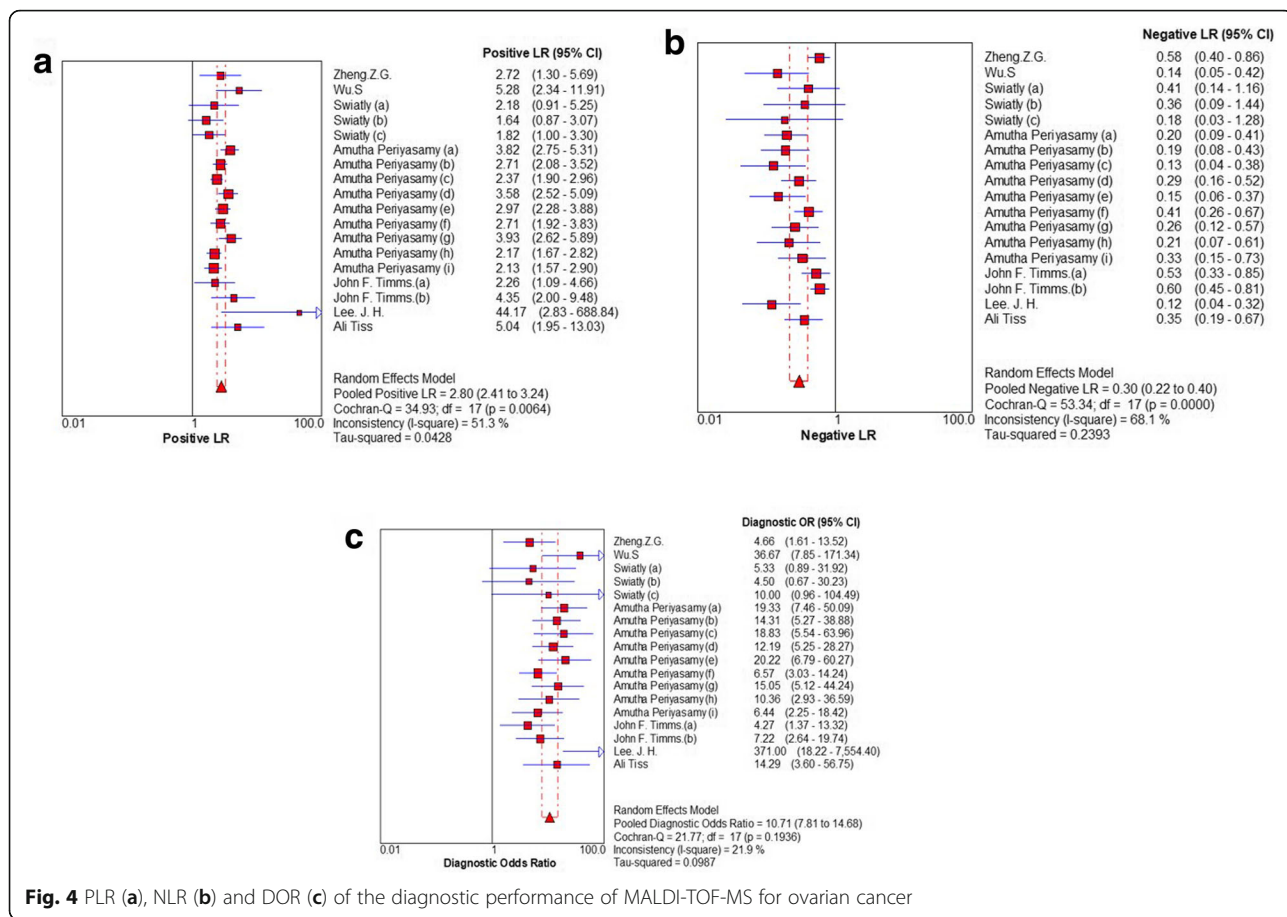 a
Positive LR (95% CI)
Zheng.Z.G. 2.72 (1.30 - 5.69)
Wu.S 5.28 (2.34 - 11.91)
Swiatly (a) 2.18 (0.91 - 5.25)
Swiatly (b) 1.64 (0.87 - 3.07)
Swiatly (c) 1.82 (1.00 - 3.30)
Amutha Periyasamy (a) 3.82 (2.75 - 5.31)
Amutha Periyasamy (b) 2.71 (2.08 - 3.52)
Amutha Periyasamy (c) 2.37 (1.90 - 2.96)
Amutha Periyasamy (d) 3.58 (2.52 - 5.09)
Amutha Periyasamy (e) 2.97 (2.28 - 3.88)
Amutha Periyasamy (f) 2.71 (1.92 - 3.83)
Amutha Periyasamy (g) 3.93 (2.62 - 5.89)
Amutha Periyasamy (h) 2.17 (1.67 - 2.82)
Amutha Periyasamy (i) 2.13 (1.57 - 2.90)
John F. Timms.(a) 2.26 (1.09 - 4.66)
John F. Timms.(b) 4.35 (2.00 - 9.48)
Lee. J. H. 44.17 (2.83 - 688.84)
Ali Tiss 5.04 (1.95 - 13.03)
Random Effects Model
Pooled Positive LR = 2.80 (2.41 to 3.24)
Cochran-Q = 34.93; df = 17 (p = 0.0064)
Inconsistency (I-square) = 51.3 %
Tau-squared = 0.0428
0.01 1 100.0
Positive LR
b
Negative LR (95% CI)
Zheng.Z.G. 0.58 (0.40 - 0.86)
Wu.S 0.14 (0.05 - 0.42)
Swiatly (a) 0.41 (0.14 - 1.16)
Swiatly (b) 0.36 (0.09 - 1.44)
Swiatly (c) 0.18 (0.03 - 1.28)
Amutha Periyasamy (a) 0.20 (0.09 - 0.41)
Amutha Periyasamy (b) 0.19 (0.08 - 0.43)
Amutha Periyasamy (c) 0.13 (0.04 - 0.38)
Amutha Periyasamy (d) 0.29 (0.16 - 0.52)
Amutha Periyasamy (e) 0.15 (0.06 - 0.37)
Amutha Periyasamy (f) 0.41 (0.26 - 0.67)
Amutha Periyasamy (g) 0.26 (0.12 - 0.57)
Amutha Periyasamy (h) 0.21 (0.07 - 0.61)
Amutha Periyasamy (i) 0.33 (0.15 - 0.73)
John F. Timms.(a) 0.53 (0.33 - 0.85)
John F. Timms.(b) 0.60 (0.45 - 0.81)
Lee. J. H. 0.12 (0.04 - 0.32)
Ali Tiss 0.35 (0.19 - 0.67)
Random Effects Model
Pooled Negative LR = 0.30 (0.22 to 0.40)
Cochran-Q = 53.34; df = 17 (p = 0.0000)
Inconsistency (I-square) = 68.1 %
Tau-squared = 0.2393
0.01 1 100.0
Negative LR
c
Diagnostic OR (95% CI)
Zheng.Z.G. 4.66 (1.61 - 13.52)
Wu.S 36.67 (7.85 - 171.34)
Swiatly (a) 5.33 (0.89 - 31.92)
Swiatly (b) 4.50 (0.67 - 30.23)
Swiatly (c) 10.00 (0.96 - 104.49)
Amutha Periyasamy (a) 19.33 (7.46 - 50.09)
Amutha Periyasamy (b) 14.31 (5.27 - 38.88)
Amutha Periyasamy (c) 18.83 (5.54 - 63.96)
Amutha Periyasamy (d) 12.19 (5.25 - 28.27)
Amutha Periyasamy (e) 20.22 (6.79 - 60.27)
Amutha Periyasamy (f) 6.57 (3.03 - 14.24)
Amutha Periyasamy (g) 15.05 (5.12 - 44.24)
Amutha Periyasamy (h) 10.36 (2.93 - 36.59)
Amutha Periyasamy (i) 6.44 (2.25 - 18.42)
John F. Timms.(a) 4.27 (1.37 - 13.32)
John F. Timms.(b) 7.22 (2.64 - 19.74)
Lee. J. H. 371.00 (18.22 - 7,554.40)
Ali Tiss 14.29 (3.60 - 56.75)
Random Effects Model
Pooled Diagnostic Odds Ratio = 10.71 (7.81 to 14.68)
Cochran-Q = 21.77; df = 17 (p = 0.1936)
Inconsistency (I-square) = 21.9 %
Tau-squared = 0.0987
0.01 1 100.0
Diagnostic Odds Ratio
Fig. 4 PLR (a), NLR (b) and DOR (c) of the diagnostic performance of MALDI-TOF-MS for ovarian cancer